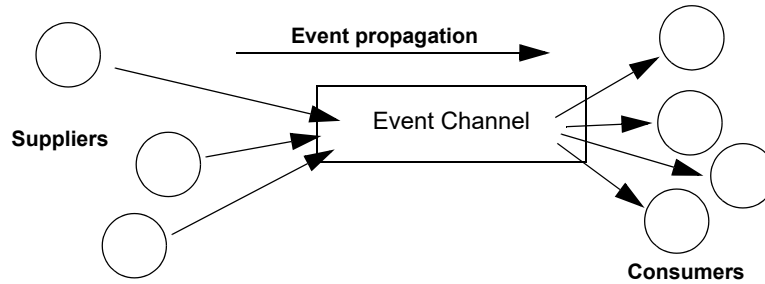 Event propagation
Event Channel
Suppliers
Consumers